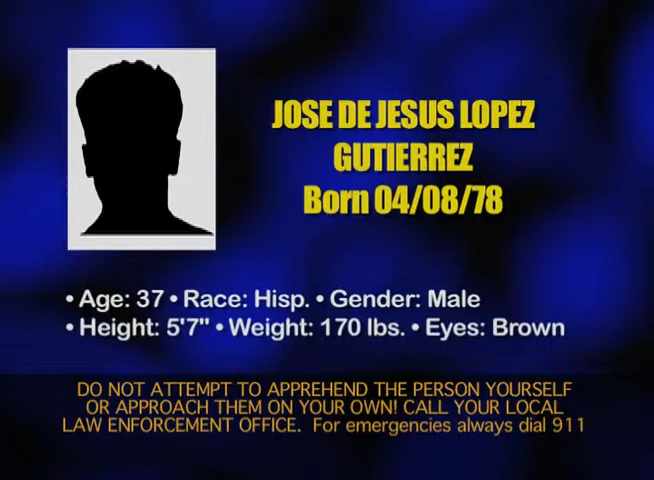 JOSE DE JESUS LOPEZ
GUTIERREZ
Born 04/08/78
• Age: 37 • Race: Hisp. • Gender: Male
• Height: 5'7" • Weight: 170 lbs. • Eyes: Brown
DO NOT ATTEMPT TO APPREHEND THE PERSON YOURSELF
OR APPROACH THEM ON YOUR OWN! CALL YOUR LOCAL
LAW ENFORCEMENT OFFICE.  For emergencies always dial 911